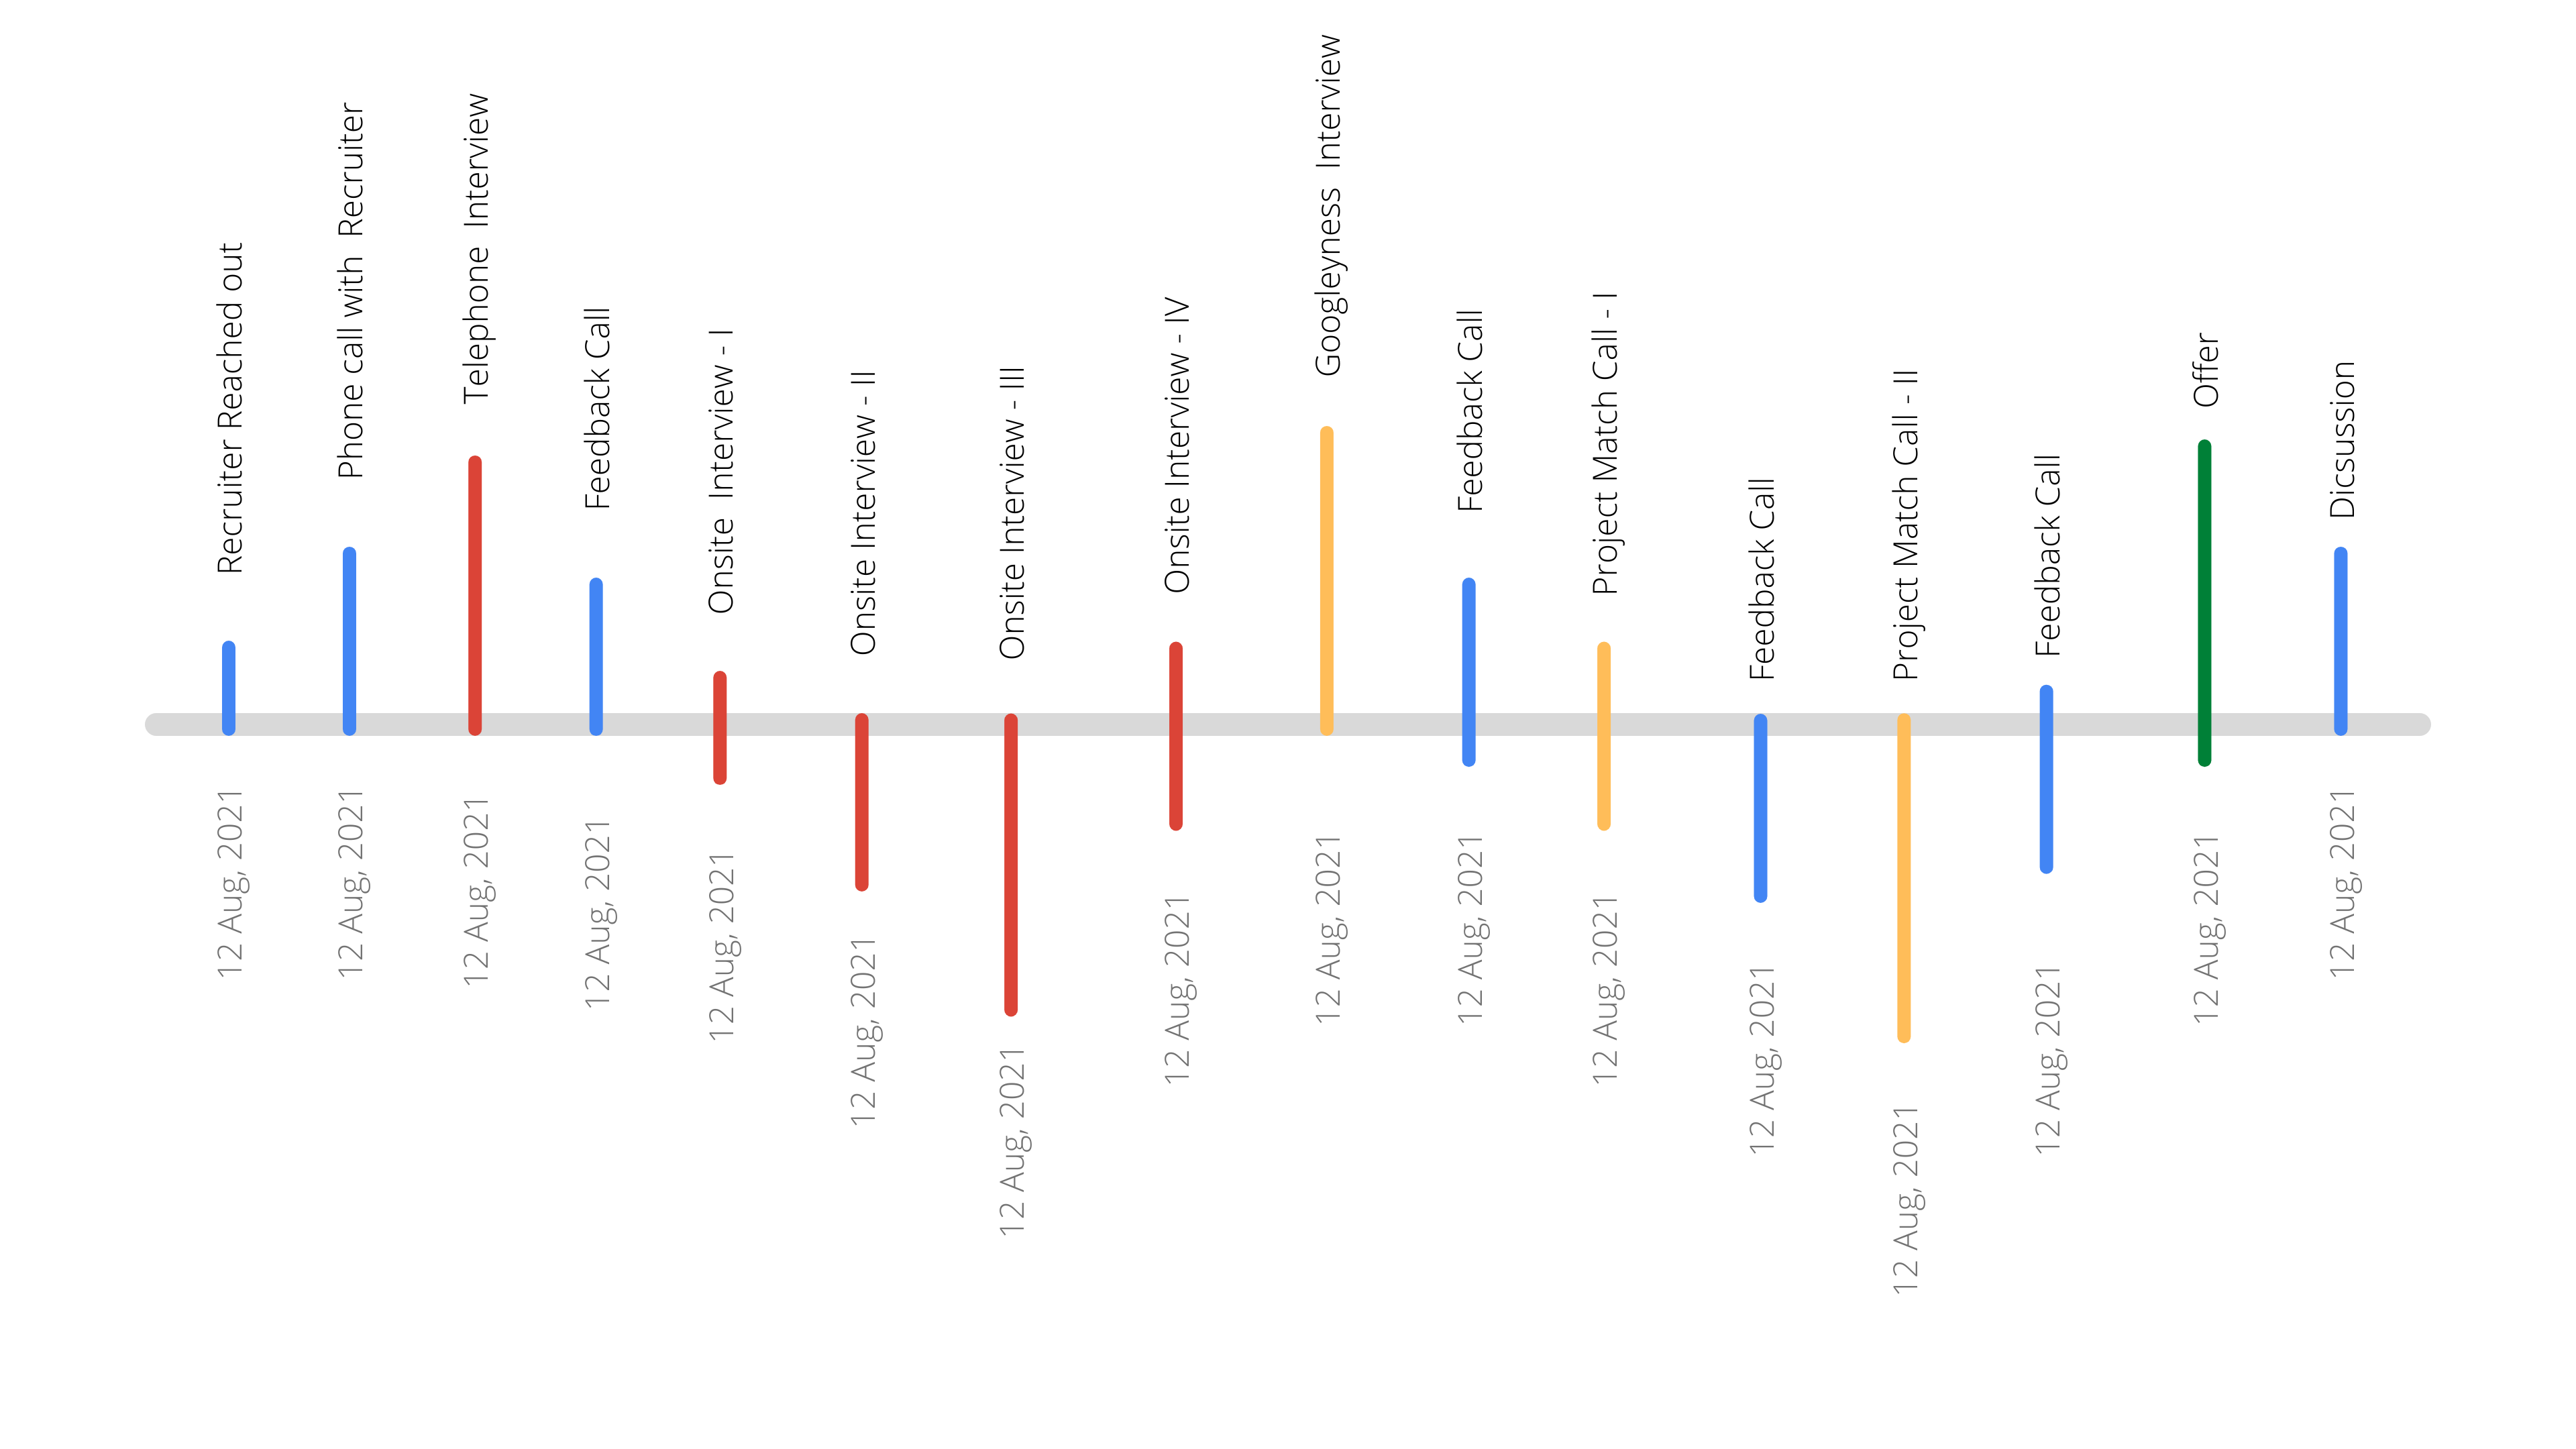 Recruiter Reached out
12 Aug, 2021
Phone call with Recruiter
12 Aug, 2021
Telephone Interview
12 Aug, 2021
Feedback Call
12 Aug, 2021
Onsite Interview - I
12 Aug, 2021
Onsite Interview - II
12 Aug, 2021
Onsite Interview - III
12 Aug, 2021
Onsite Interview - IV
12 Aug, 2021
Googleyness Interview
12 Aug, 2021
Feedback Call
12 Aug, 2021
Project Match Call - I
12 Aug, 2021
Feedback Call
12 Aug, 2021
Project Match Call - II
12 Aug, 2021
Feedback Call
12 Aug, 2021
Offer
12 Aug, 2021
Dicsussion
12 Aug, 2021